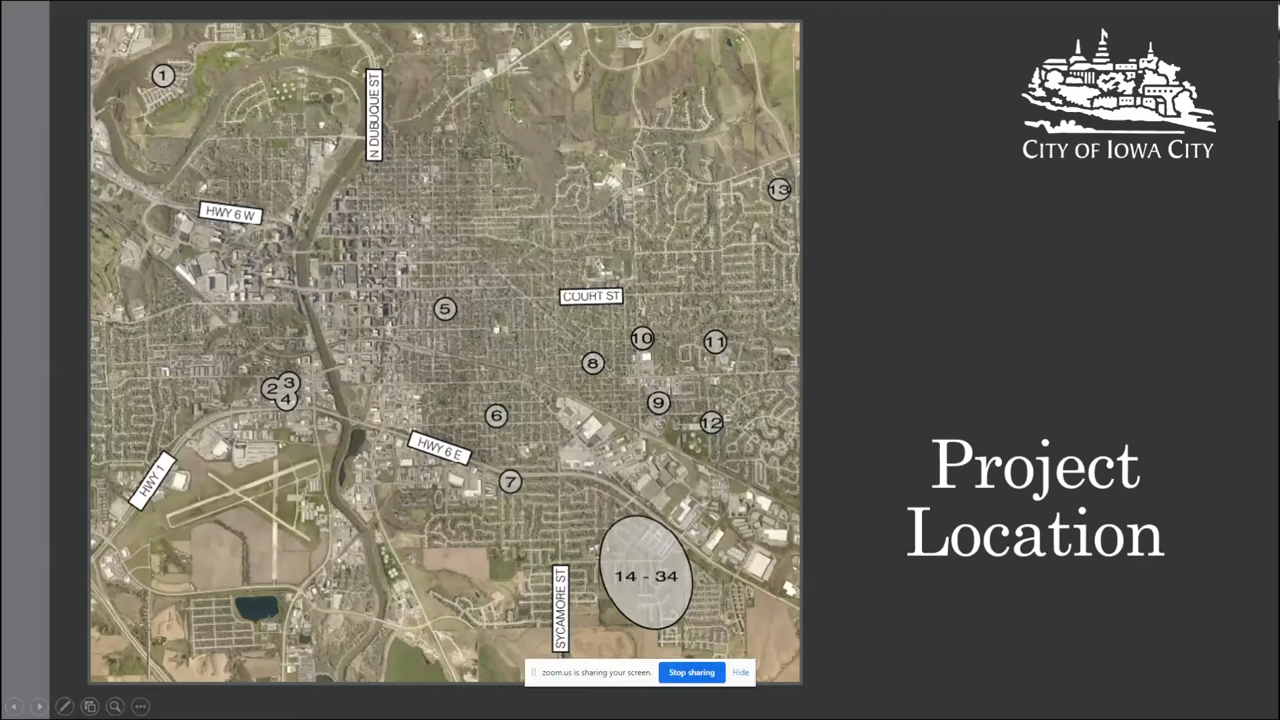 1
N DUBUQUE ST
CITY OF IOWA CITY
13
HWY 6 W
COURT ST
5
10
11
8
2
3
4
9
6
12
HWY 6 E
HWY 1
7
Project
Location
14 - 34
SYCAMORE ST
zoom.us is sharing your screen.
Stop sharing
Hide